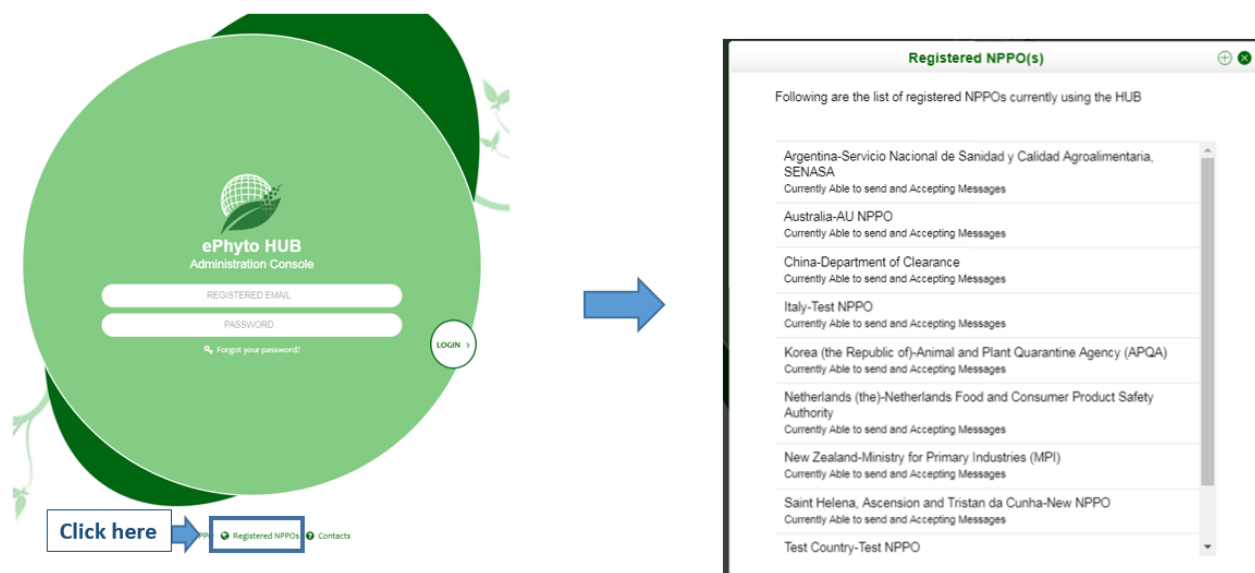 ePhyto HUB
Administration Console
REGISTERED EMAIL
PASSWORD
Forgot your password?
LOGIN >
Click here
Registered NPPOs
Contacts
Registered NPPO(s)
Following are the list of registered NPPOs currently using the HUB
Argentina-Servicio Nacional de Sanidad y Calidad Agroalimentaria,
SENASA
Currently Able to send and Accepting Messages
Australia-AU NPPO
Currently Able to send and Accepting Messages
China-Department of Clearance
Currently Able to send and Accepting Messages
Italy-Test NPPO
Currently Able to send and Accepting Messages
Korea (the Republic of)-Animal and Plant Quarantine Agency (APQA)
Currently Able to send and Accepting Messages
Netherlands (the)-Netherlands Food and Consumer Product Safety
Authority
Currently Able to send and Accepting Messages
New Zealand-Ministry for Primary Industries (MPI)
Currently Able to send and Accepting Messages
Saint Helena, Ascension and Tristan da Cunha-New NPPO
Currently Able to send and Accepting Messages
Test Country-Test NPPO